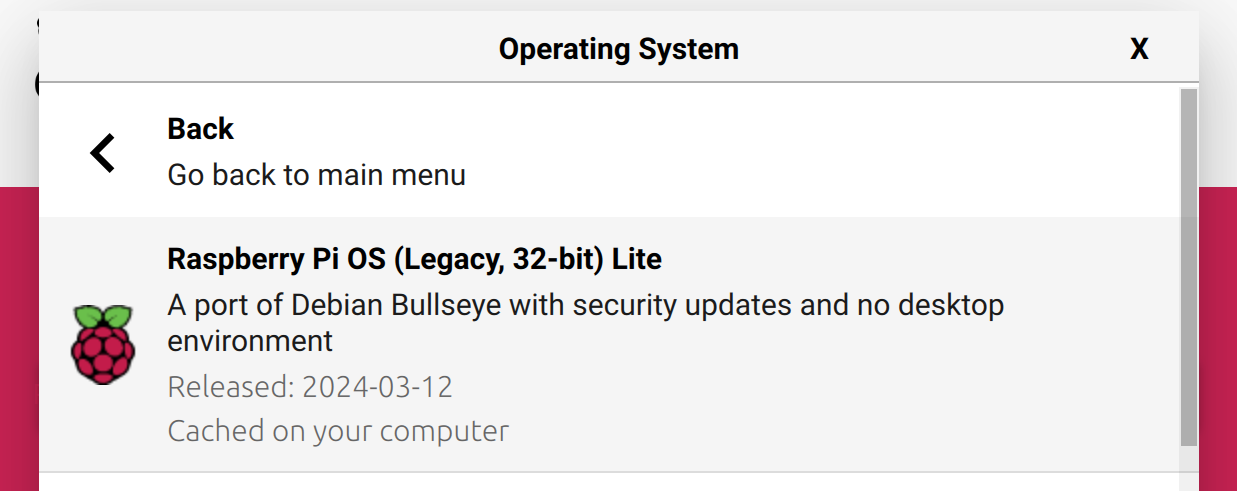 Operating System
X
Back
Go back to main menu
Raspberry Pi OS (Legacy, 32-bit) Lite
A port of Debian Bullseye with security updates and no desktop
environment
Released: 2024-03-12
Cached on your computer